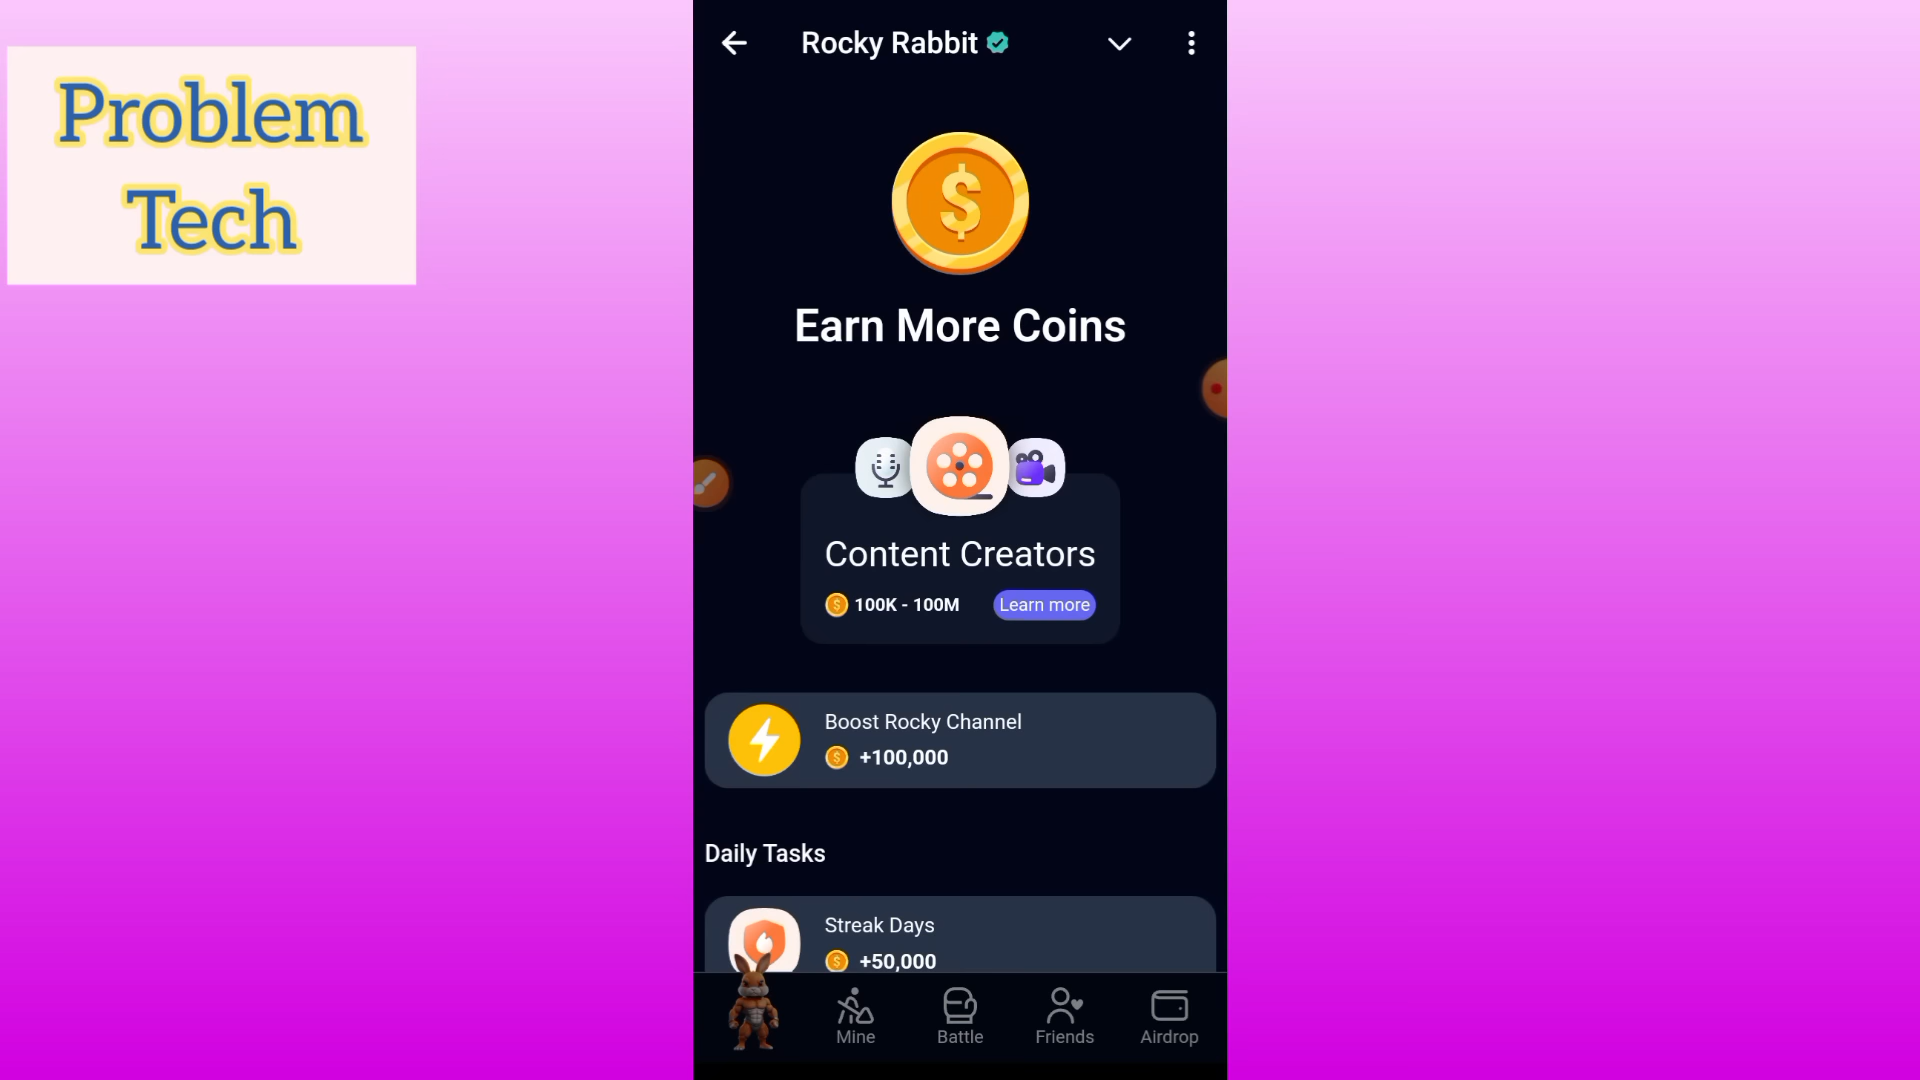 Problem
Tech
Rocky Rabbit
Earn More Coins
Content Creators
100K - 100M
Learn more
Boost Rocky Channel
+100,000
Daily Tasks
Streak Days
+50,000
Mine
Battle
Friends
Airdrop